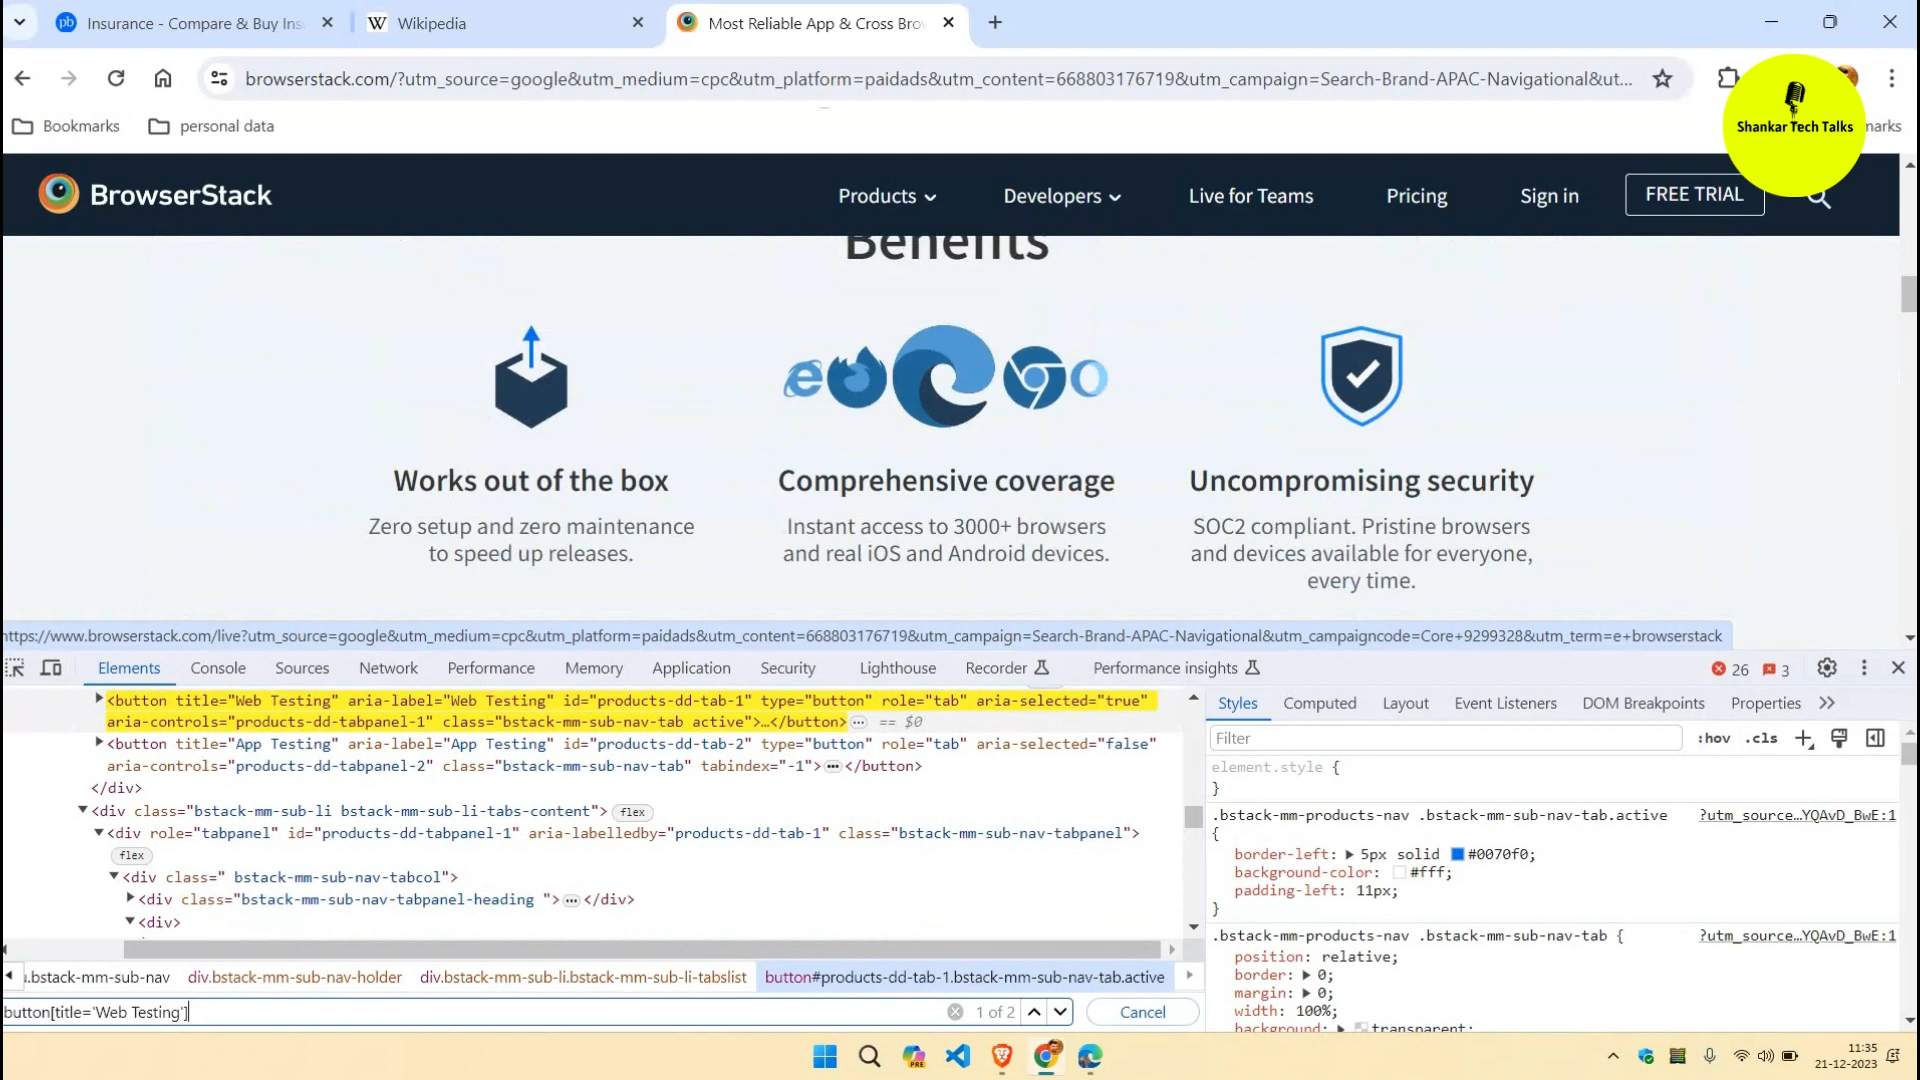 pb Insurance - Compare & Buy Ins
W Wikipedia
Most Reliable App & Cross Brow
browserstack.com/?utm_source=google&utm_medium=cpc&utm_platform=paidads&utm_content=668803176719&utm_campaign=Search-Brand-APAC-Navigational&ut...
Bookmarks
personal data
marks
Shankar Tech Talks
BrowserStack
Products
Developers
Live for Teams
Pricing
Sign in
FREE TRIAL
Benefits
Works out of the box
Comprehensive coverage
Uncompromising security
Zero setup and zero maintenance
to speed up releases.
Instant access to 3000+ browsers
and real iOS and Android devices.
SOC2 compliant. Pristine browsers
and devices available for everyone,
every time.
https://www.browserstack.com/live?utm_source=google&utm_medium=cpc&utm_platform=paidads&utm_content=668803176719&utm_campaign=Search-Brand-APAC-Navigational&utm_campaigncode=Core+9299328&utm_term=e+browserstack
Elements Console Sources Network Performance Memory Application Security Lighthouse Recorder Performance insights 26 3
<button title="Web Testing" aria-label="Web Testing" id="products-dd-tab-1" type="button" role="tab" aria-selected="true"
aria-controls="products-dd-tabpanel-1" class="bstack-mm-sub-nav-tab active">…</button> … == $0
<button title="App Testing" aria-label="App Testing" id="products-dd-tab-2" type="button" role="tab" aria-selected="false"
aria-controls="products-dd-tabpanel-2" class="bstack-mm-sub-nav-tab" tabindex="-1">…</button>
</div>
<div class="bstack-mm-sub-li bstack-mm-sub-li-tabs-content"> flex
<div role="tabpanel" id="products-dd-tabpanel-1" aria-labelledby="products-dd-tab-1" class="bstack-mm-sub-nav-tabpanel">
flex
<div class=" bstack-mm-sub-nav-tabcol">
<div class="bstack-mm-sub-nav-tabpanel-heading ">…</div>
<div>
.bstack-mm-sub-nav div.bstack-mm-sub-nav-holder div.bstack-mm-sub-li.bstack-mm-sub-li-tabslist button#products-dd-tab-1.bstack-mm-sub-nav-tab.active
button[title='Web Testing'] 1 of 2 Cancel
Styles Computed Layout Event Listeners DOM Breakpoints Properties
Filter :hov .cls
element.style {
}
.bstack-mm-products-nav .bstack-mm-sub-nav-tab.active ?utm_source…YQAvD_BwE:1
{
border-left: 5px solid #0070f0;
background-color: #fff;
padding-left: 11px;
}
.bstack-mm-products-nav .bstack-mm-sub-nav-tab { ?utm_source…YQAvD_BwE:1
position: relative;
border: 0;
margin: 0;
width: 100%;
background: transparent;
PRE
11:35
21-12-2023